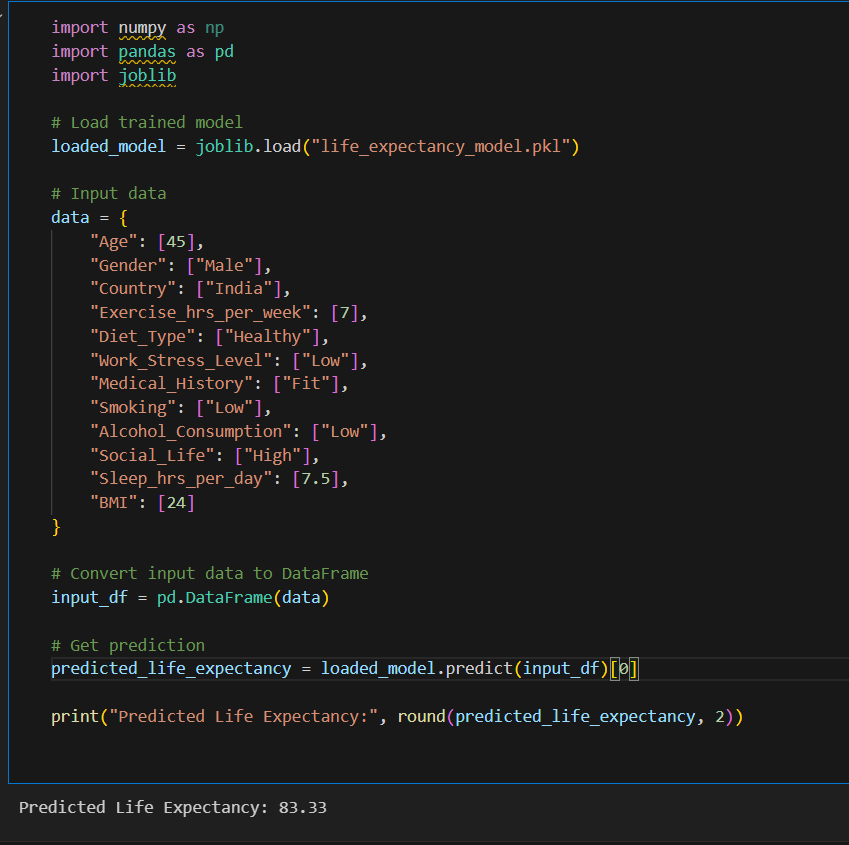 import numpy as np
import pandas as pd
import joblib
# Load trained model
loaded_model = joblib.load("life_expectancy_model.pkl")
# Input data
data = {
    "Age": [45],
    "Gender": ["Male"],
    "Country": ["India"],
    "Exercise_hrs_per_week": [7],
    "Diet_Type": ["Healthy"],
    "Work_Stress_Level": ["Low"],
    "Medical_History": ["Fit"],
    "Smoking": ["Low"],
    "Alcohol_Consumption": ["Low"],
    "Social_Life": ["High"],
    "Sleep_hrs_per_day": [7.5],
    "BMI": [24]
}
# Convert input data to DataFrame
input_df = pd.DataFrame(data)
# Get prediction
predicted_life_expectancy = loaded_model.predict(input_df)[0]
print("Predicted Life Expectancy:", round(predicted_life_expectancy, 2))
Predicted Life Expectancy: 83.33